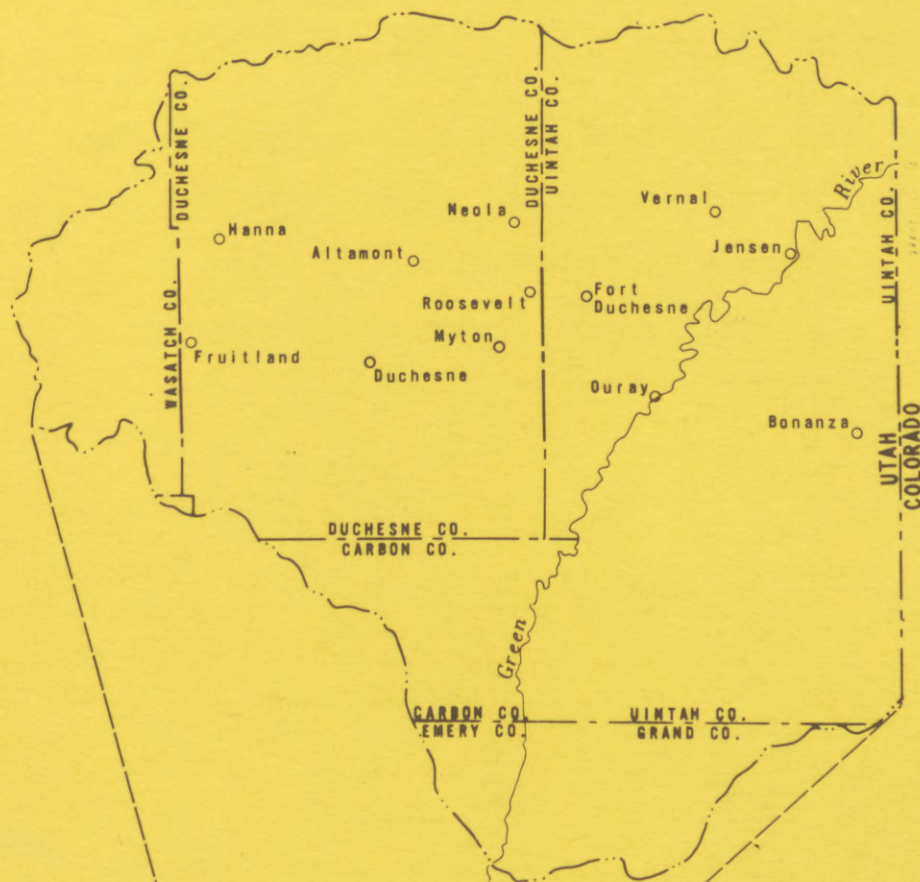 DUCHESNE CO.
DUCHESNE CO.
UINTAH CO.
Neola
Vernal
River
Hanna
Altamont
Jensen
UINTAH CO.
Roosevelt
Fort
Duchesne
WASATCH CO.
Fruitland
Myton
Duchesne
Ouray
Bonanza
UTAH
COLORADO
DUCHESNE CO.
CARBON CO.
Green
CARBON CO.
EMERY CO.
UINTAH CO.
GRAND CO.